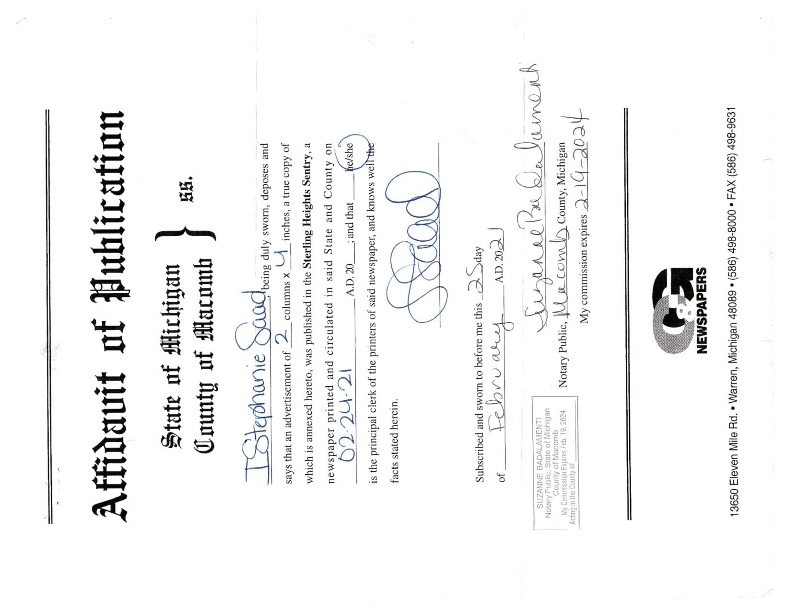 Affidavit of Publication
State of Michigan
County of Macomb } ss.
I Stephanie Saad, being duly sworn, deposes and
says that an advertisement of 2 columns x 4 inches, a true copy of
which is annexed hereto, was published in the Sterling Heights Sentry, a
newspaper printed and circulated in said State and County on
02-24-21 A.D. 20 ; and that he/she
is the principal clerk of the printers of said newspaper, and knows well the
facts stated herein.
SSaad
Subscribed and sworn to before me this 25 day
of February A.D. 2021
Suzanne Badalamenti
Notary Public, Macomb County, Michigan
My commission expires 2-19-2024
SUZANNE BADALAMENTI
Notary Public, State of Michigan
County of Macomb
My Commission Expires Feb. 19, 2024
Acting in the County of
C&G
NEWSPAPERS
13650 Eleven Mile Rd. • Warren, Michigan 48089 • (586) 498-8000 • FAX (586) 498-9631